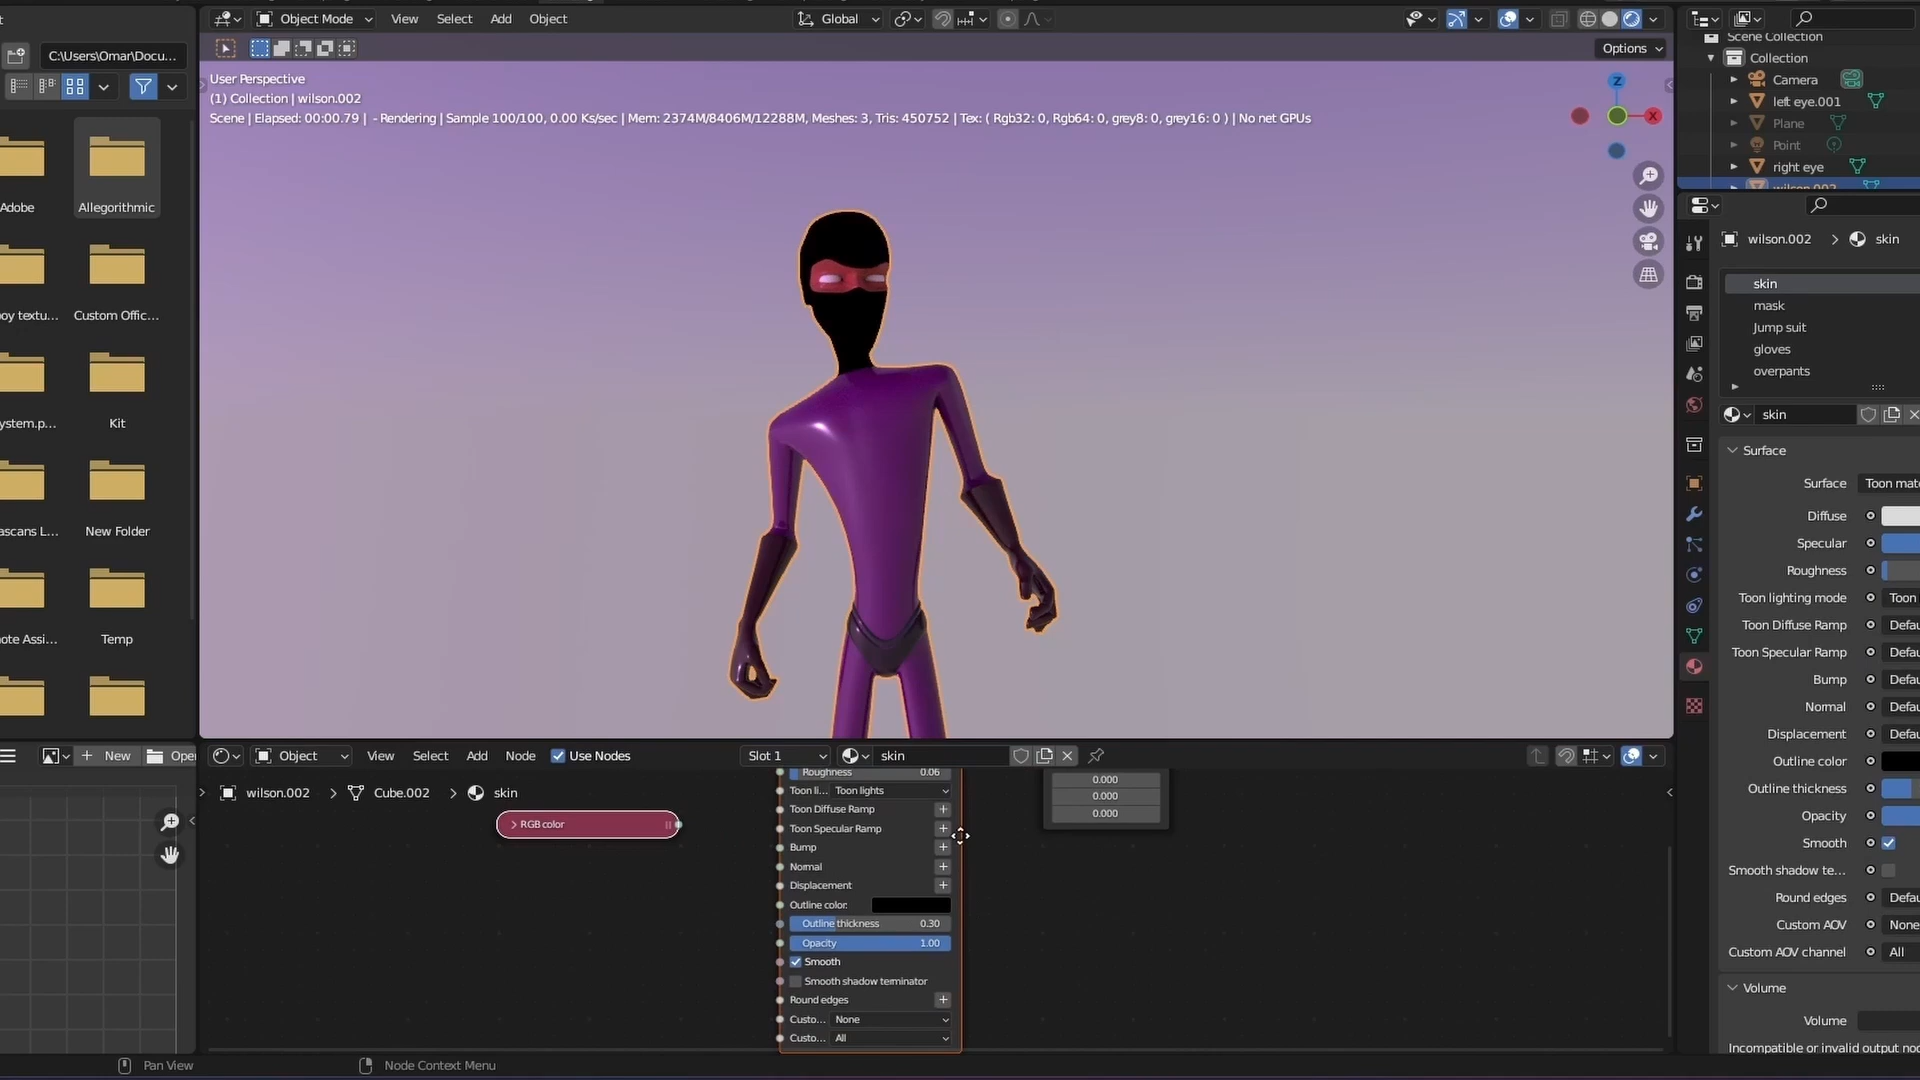 Object Mode View Select Add Object Global
C:\Users\Omar\Docu... Options
Scene Collection
Collection
Camera
left eye.001
Plane
Point
right eye
wilson.002
User Perspective
(1) Collection | wilson.002
Scene | Elapsed: 00:00.79 | - Rendering | Sample 100/100, 0.00 Ks/sec | Mem: 2374M/8406M/12288M, Meshes: 3, Tris: 450752 | Tex: ( Rgb32: 0, Rgb64: 0, grey8: 0, grey16: 0 ) | No net GPUs
Z
X
Adobe Allegorithmic
oy textu... Custom Offic...
ystem.p... Kit
ascans L... New Folder
note Assi... Temp
wilson.002 > skin
skin
mask
Jump suit
gloves
overpants
skin
Surface
Surface Toon mat
Diffuse
Specular
Roughness
Toon lighting mode Toon
Toon Diffuse Ramp Defau
Toon Specular Ramp Defau
Bump Defau
Normal Defau
Displacement Defau
Outline color
Outline thickness
Opacity
Smooth
Smooth shadow te...
Round edges Defau
Custom AOV None
Custom AOV channel All
Volume
Volume
Incompatible or invalid output nod
New Open
Object View Select Add Node Use Nodes Slot 1 skin
wilson.002 > Cube.002 > skin
RGB color
Roughness 0.06
Toon li... Toon lights
Toon Diffuse Ramp
Toon Specular Ramp
Bump
Normal
Displacement
Outline color:
Outline thickness 0.30
Opacity 1.00
Smooth
Smooth shadow terminator
Round edges
Custo... None
Custo... All
0.000
0.000
0.000
Pan View Node Context Menu